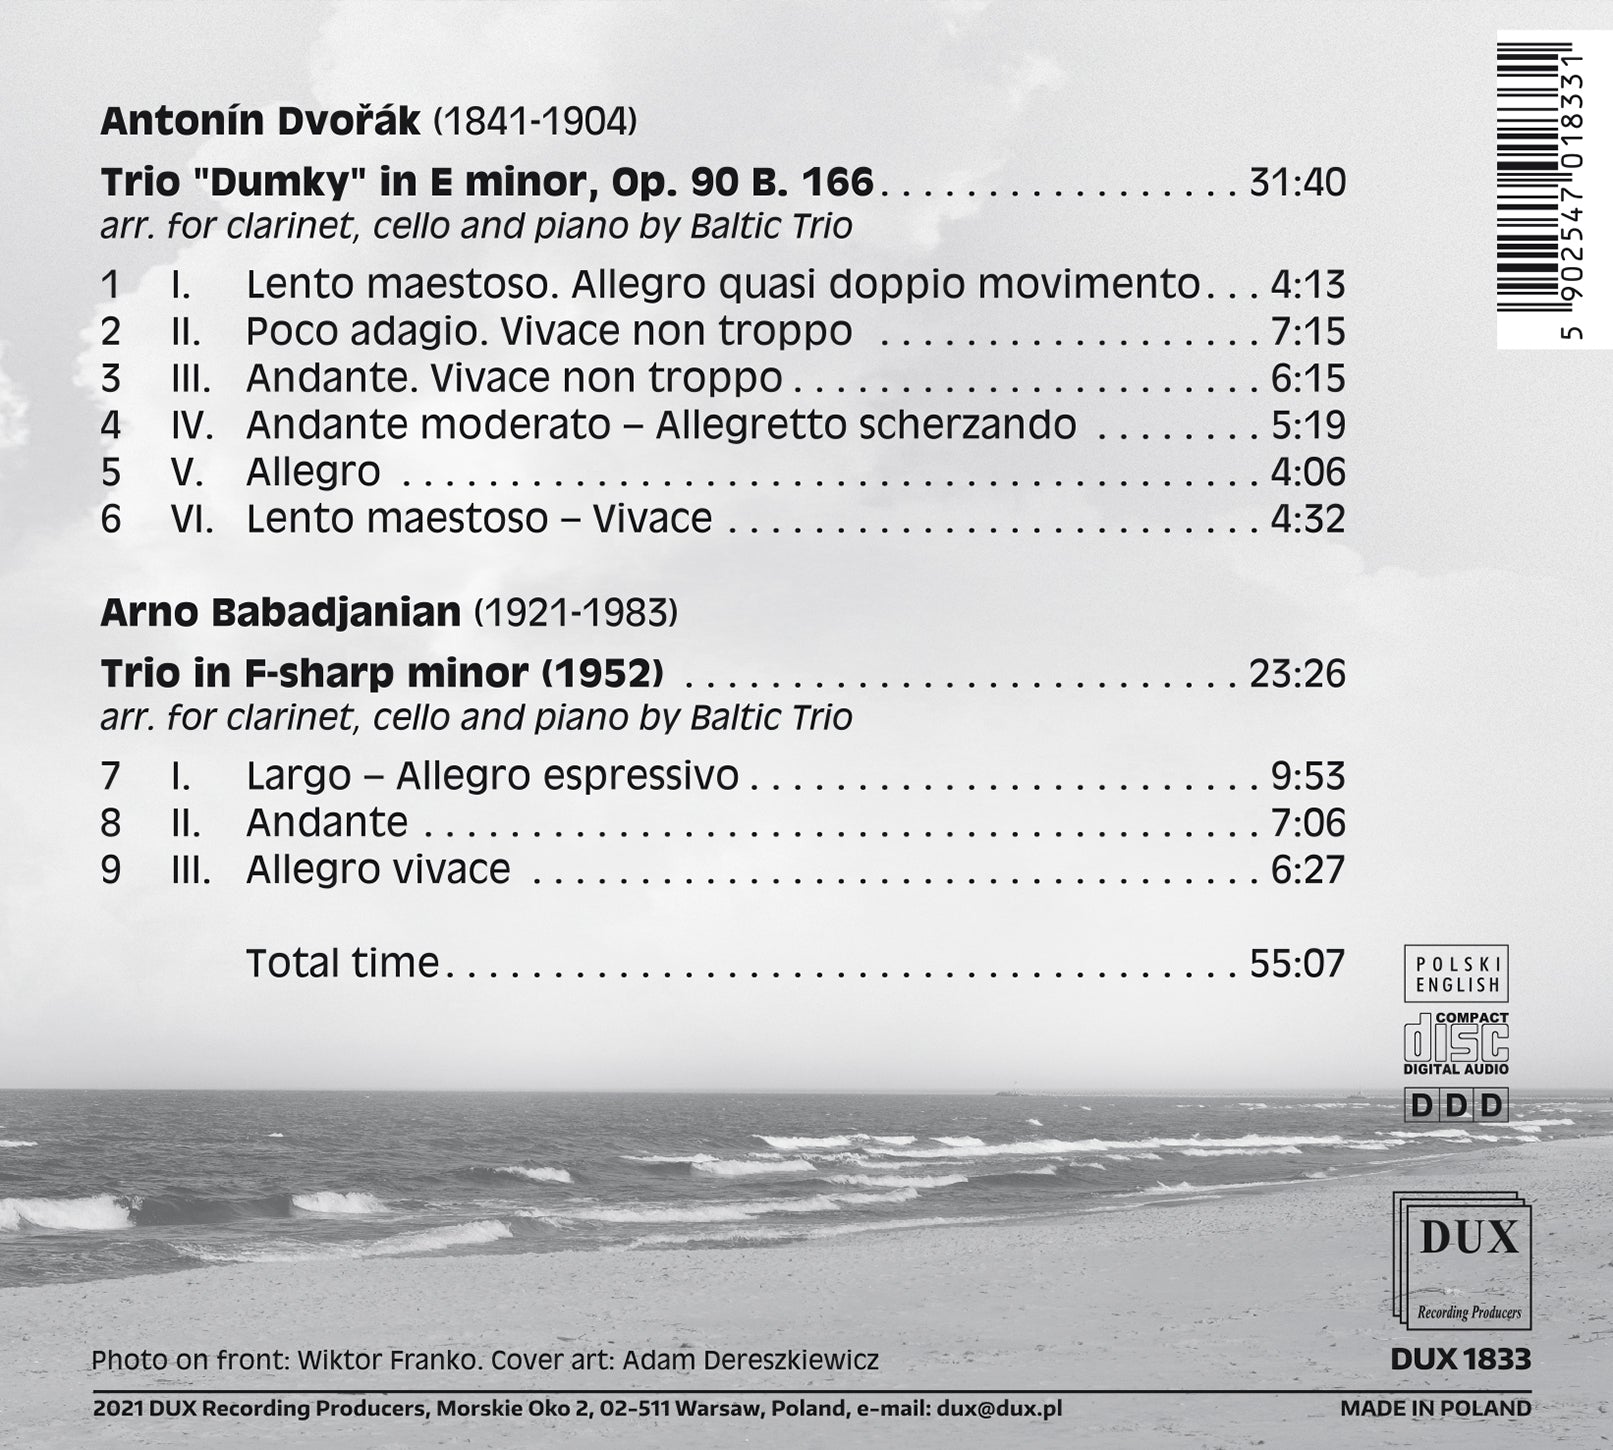 Antonín Dvořák (1841-1904)
Trio "Dumky" in E minor, Op. 90 B. 166. . . . . . . . . . . . . . . . . 31:40
arr. for clarinet, cello and piano by Baltic Trio
1 I. Lento maestoso. Allegro quasi doppio movimento. . . 4:13
2 II. Poco adagio. Vivace non troppo . . . . . . . . . . . . . . . . . . 7:15
3 III. Andante. Vivace non troppo . . . . . . . . . . . . . . . . . . . . . . 6:15
4 IV. Andante moderato – Allegretto scherzando . . . . . . . . 5:19
5 V. Allegro . . . . . . . . . . . . . . . . . . . . . . . . . . . . . . . . . . . . . . . . 4:06
6 VI. Lento maestoso – Vivace . . . . . . . . . . . . . . . . . . . . . . . . . 4:32
Arno Babadjanian (1921-1983)
Trio in F-sharp minor (1952) . . . . . . . . . . . . . . . . . . . . . . . . . . 23:26
arr. for clarinet, cello and piano by Baltic Trio
7 I. Largo – Allegro espressivo . . . . . . . . . . . . . . . . . . . . . . . . 9:53
8 II. Andante . . . . . . . . . . . . . . . . . . . . . . . . . . . . . . . . . . . . . . . 7:06
9 III. Allegro vivace . . . . . . . . . . . . . . . . . . . . . . . . . . . . . . . . . . 6:27
Total time. . . . . . . . . . . . . . . . . . . . . . . . . . . . . . . . . . . . . 55:07
5 902547 018331
POLSKI
ENGLISH
COMPACT
disc
DIGITAL AUDIO
D D D
DUX
Recording Producers
DUX 1833
Photo on front: Wiktor Franko. Cover art: Adam Dereszkiewicz
2021 DUX Recording Producers, Morskie Oko 2, 02-511 Warsaw, Poland, e-mail: dux@dux.pl
MADE IN POLAND